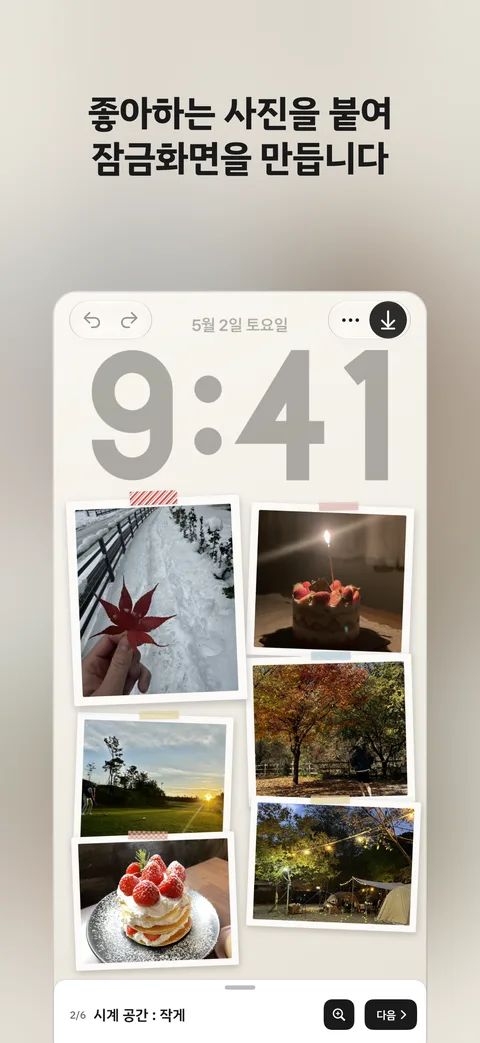 좋아하는 사진을 붙여
잠금화면을 만듭니다
5월 2일 토요일
9:41
2/6 시계 공간 : 작게
다음